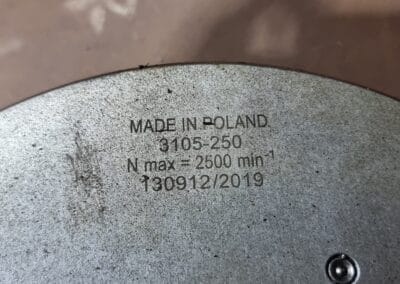 MADE IN POLAND
3105-250
N max = 2500 min⁻¹
130912/2019